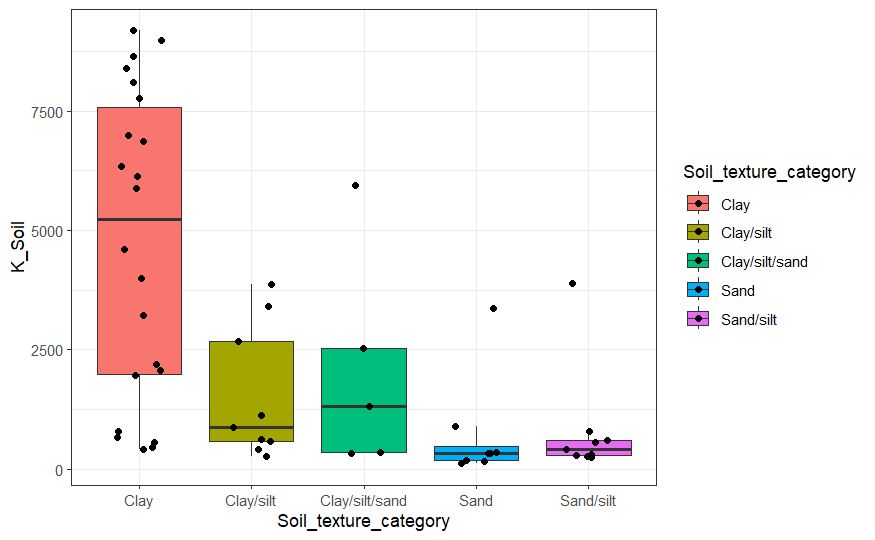 K_Soil
7500
5000
2500
0
Clay
Clay/silt
Clay/silt/sand
Sand
Sand/silt
Soil_texture_category
Soil_texture_category
Clay
Clay/silt
Clay/silt/sand
Sand
Sand/silt